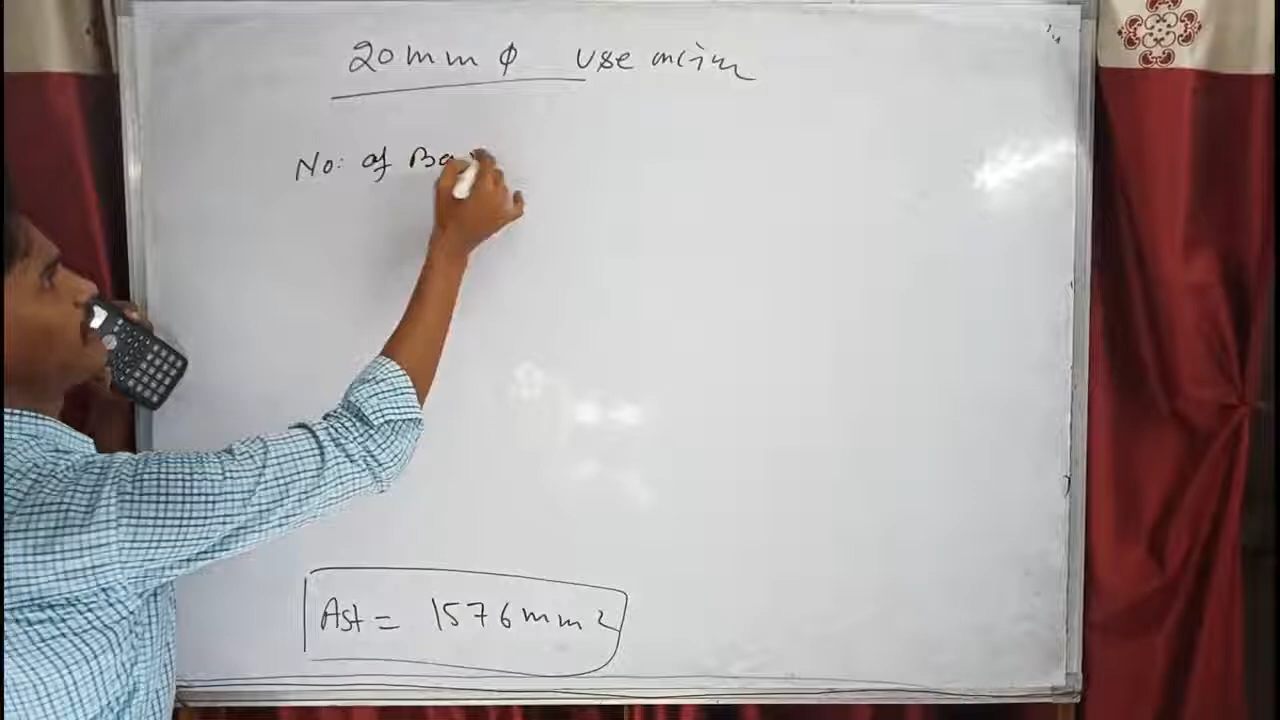 20mm ϕ use main
No: of Ba
Ast = 1576mm²